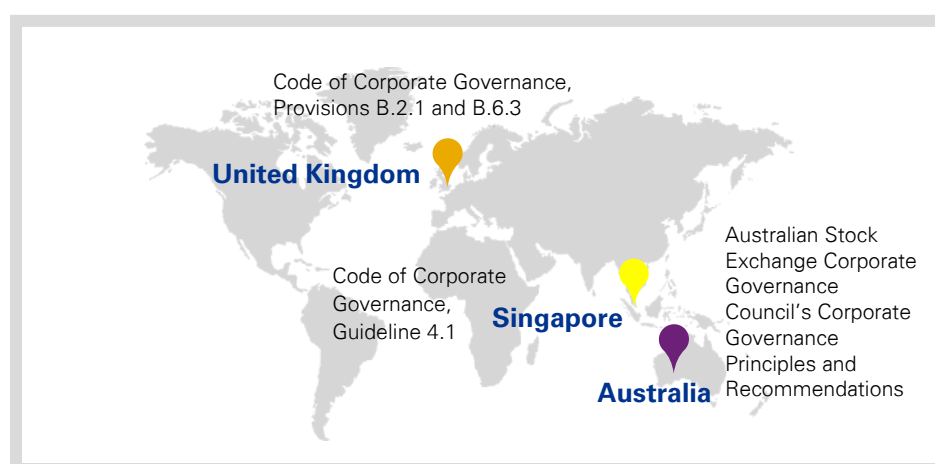 Code of Corporate Governance,
Provisions B.2.1 and B.6.3
United Kingdom
Code of Corporate
Governance,
Guideline 4.1
Singapore
Australian Stock
Exchange Corporate
Governance
Council's Corporate
Governance
Principles and
Recommendations
Australia